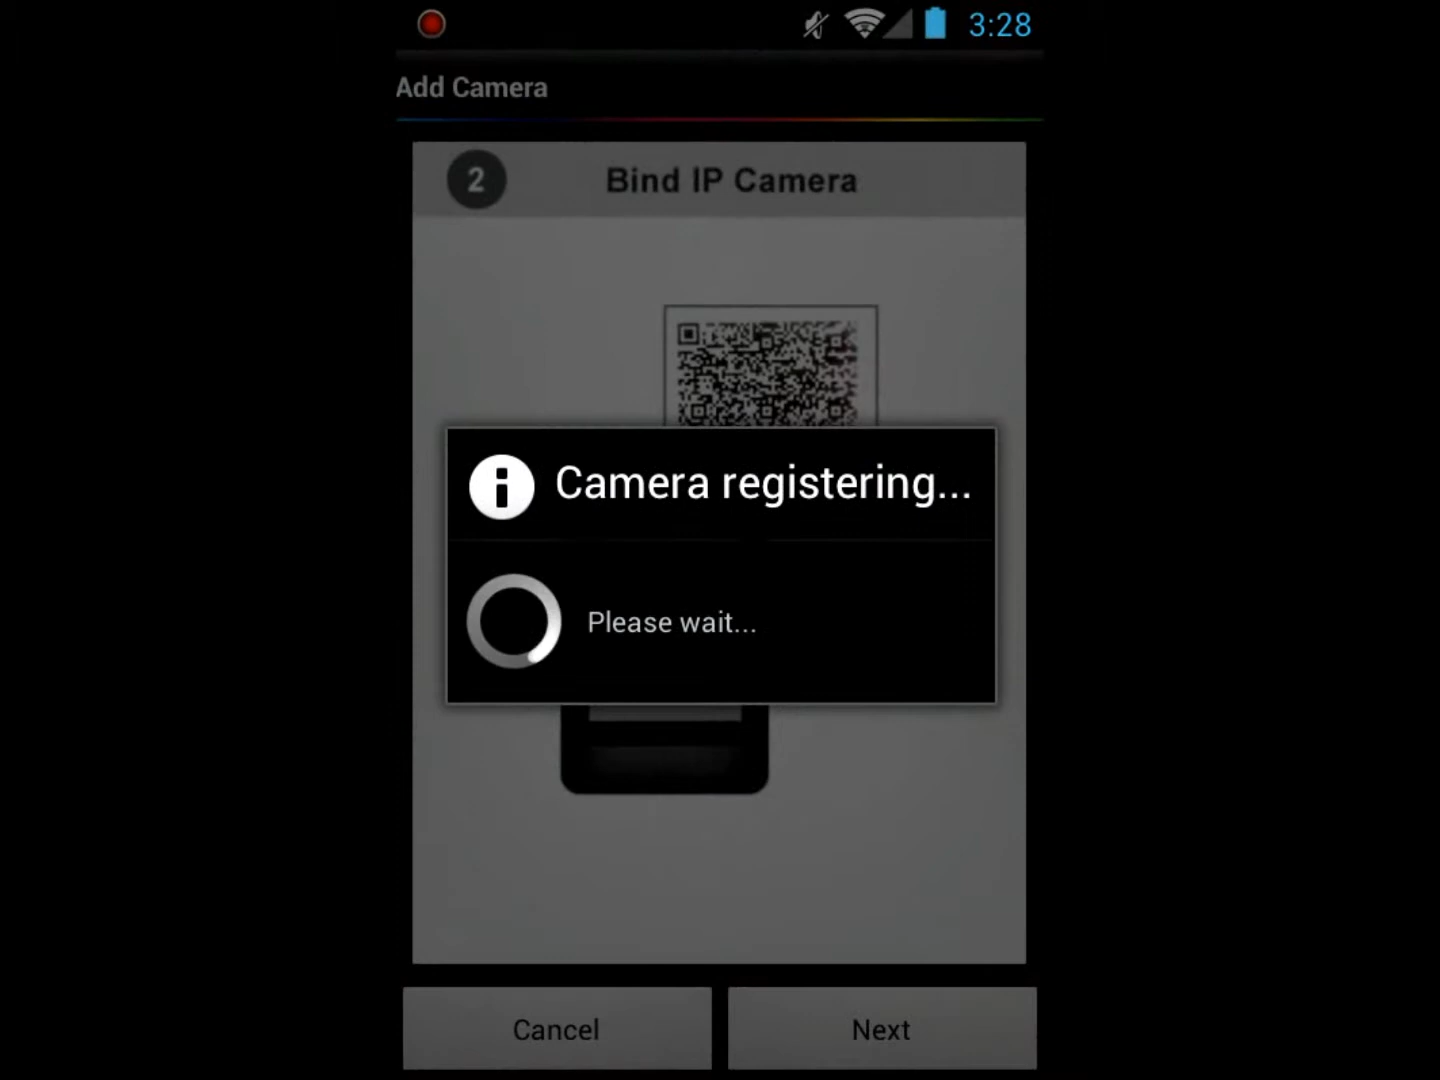 3:28
Add Camera
2 Bind IP Camera
Camera registering...
Please wait...
Cancel Next